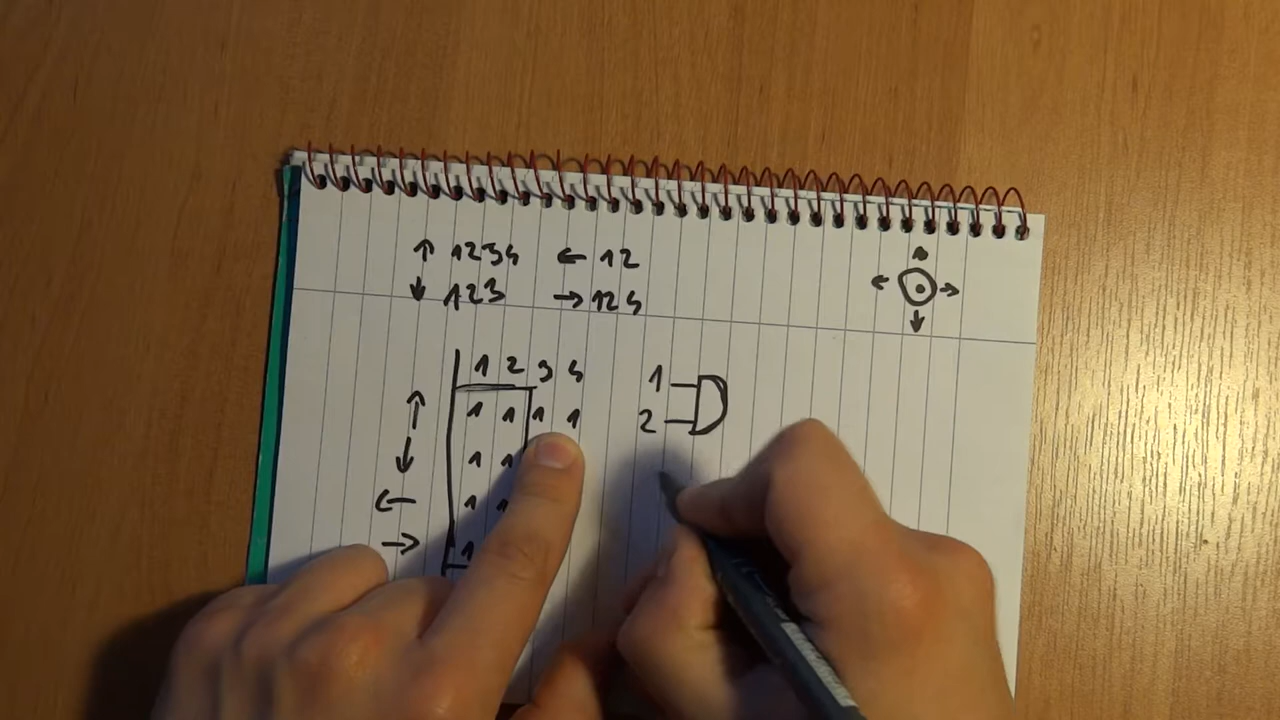 ↑ 1234 ← 12
↓ 123 → 124
1 2 3 4
↑ 1 1 1 1
↓ 1 1
← 1 1
→ 1
1
2